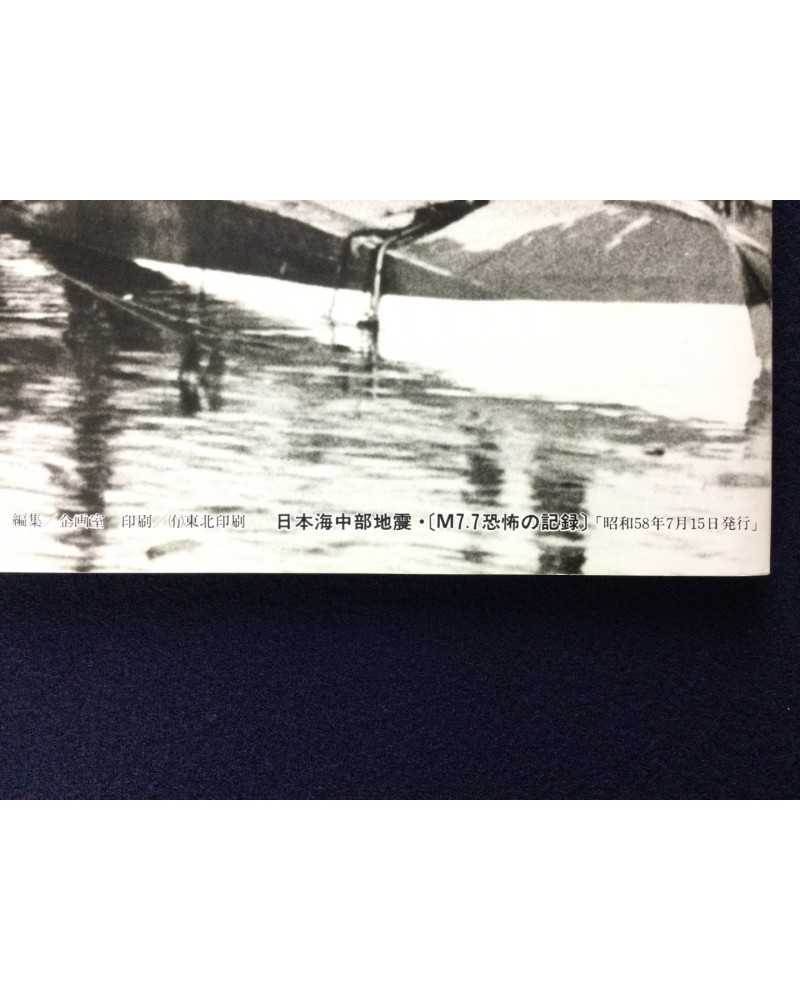 編集／企画室　印刷／㈲東北印刷　日本海中部地震・〔M7.7恐怖の記録〕「昭和58年7月15日発行」